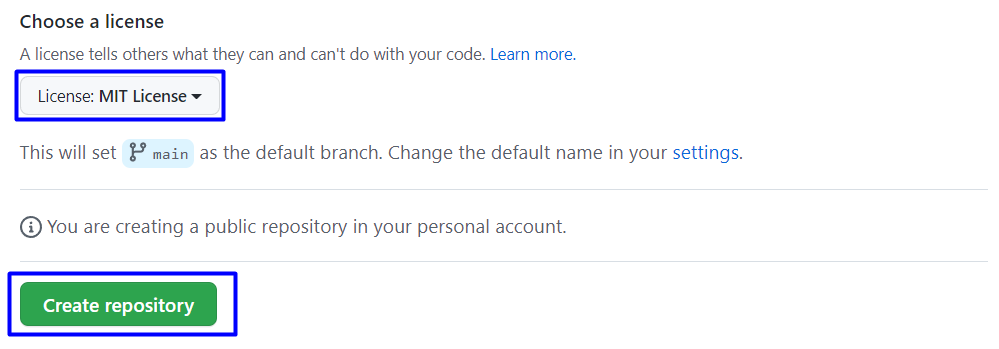 Choose a license
A license tells others what they can and can't do with your code. Learn more.
License: MIT License
This will set main as the default branch. Change the default name in your settings.
You are creating a public repository in your personal account.
Create repository